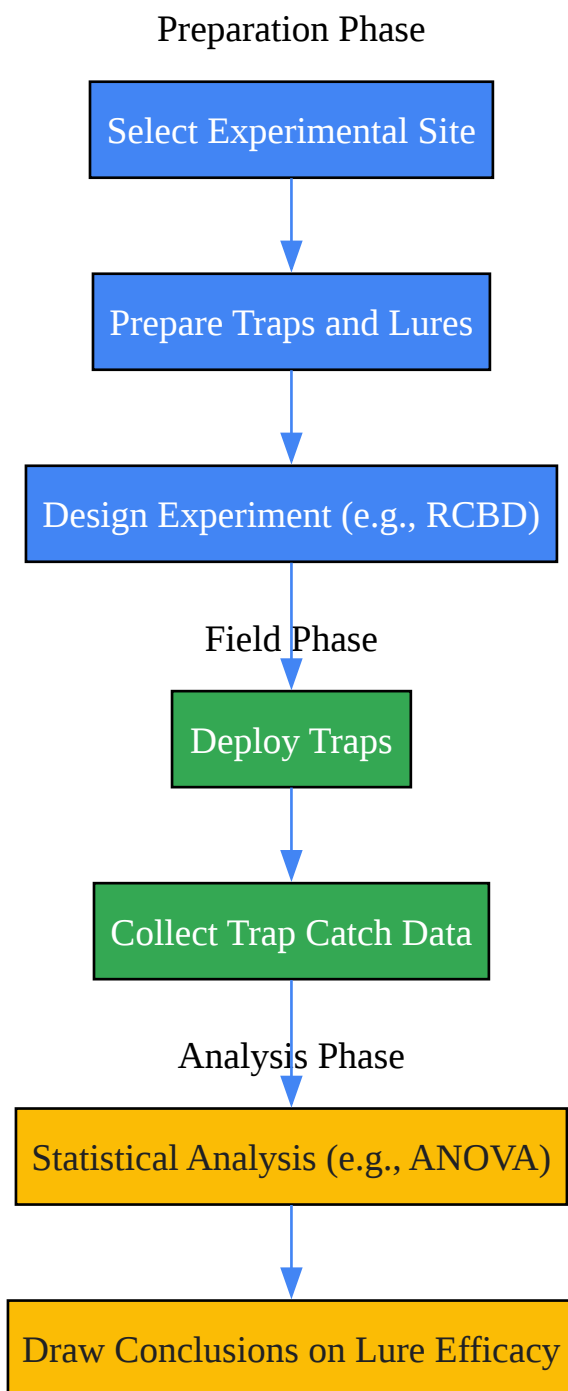 Preparation Phase
Select Experimental Site
Prepare Traps and Lures
Design Experiment (e.g., RCBD)
Field Phase
Deploy Traps
Collect Trap Catch Data
Analysis Phase
Statistical Analysis (e.g., ANOVA)
Draw Conclusions on Lure Efficacy